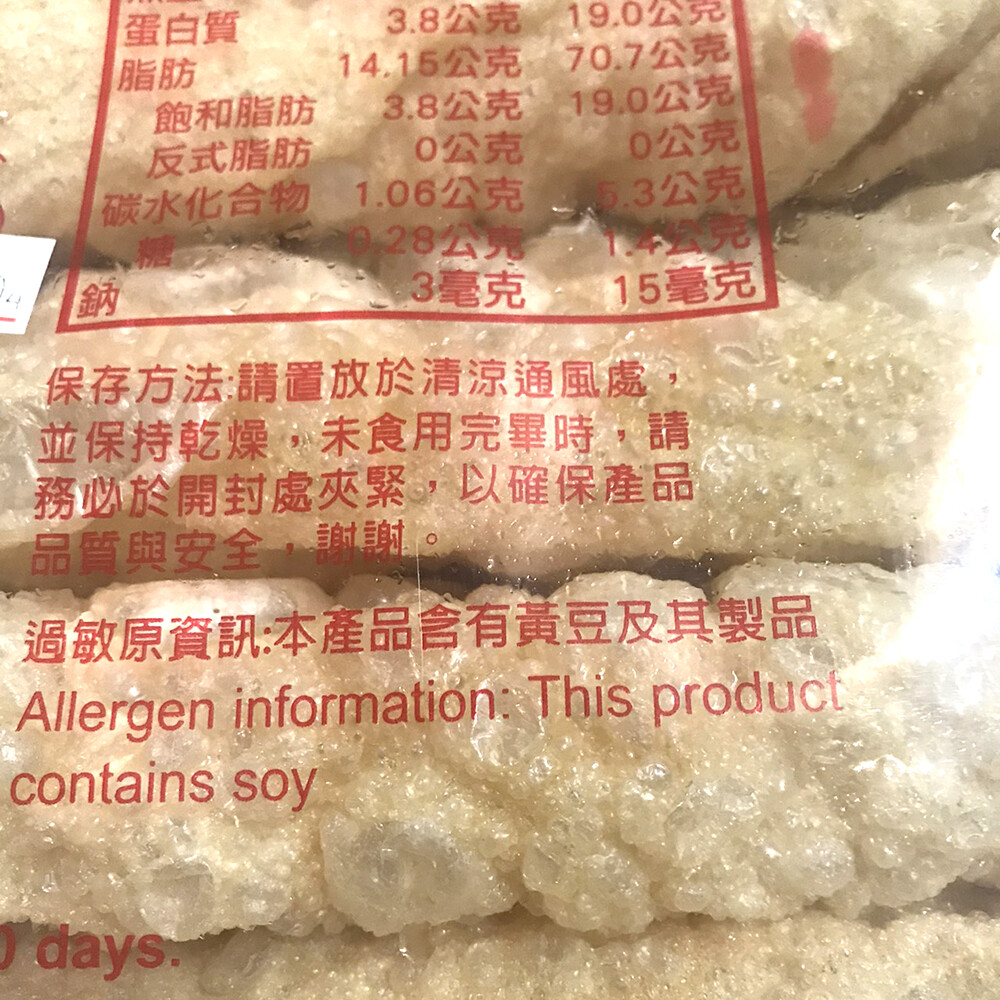 蛋白質 3.8公克 19.0公克
脂肪 14.15公克 70.7公克
飽和脂肪 3.8公克 19.0公克
反式脂肪 0公克 0公克
碳水化合物 1.06公克 5.3公克
糖 0.28公克 1.4公克
鈉 3毫克 15毫克
保存方法:請置放於清涼通風處，
並保持乾燥，未食用完畢時，請
務必於開封處夾緊，以確保產品
品質與安全，謝謝。
過敏原資訊:本產品含有黃豆及其製品
Allergen information: This product
contains soy
days.